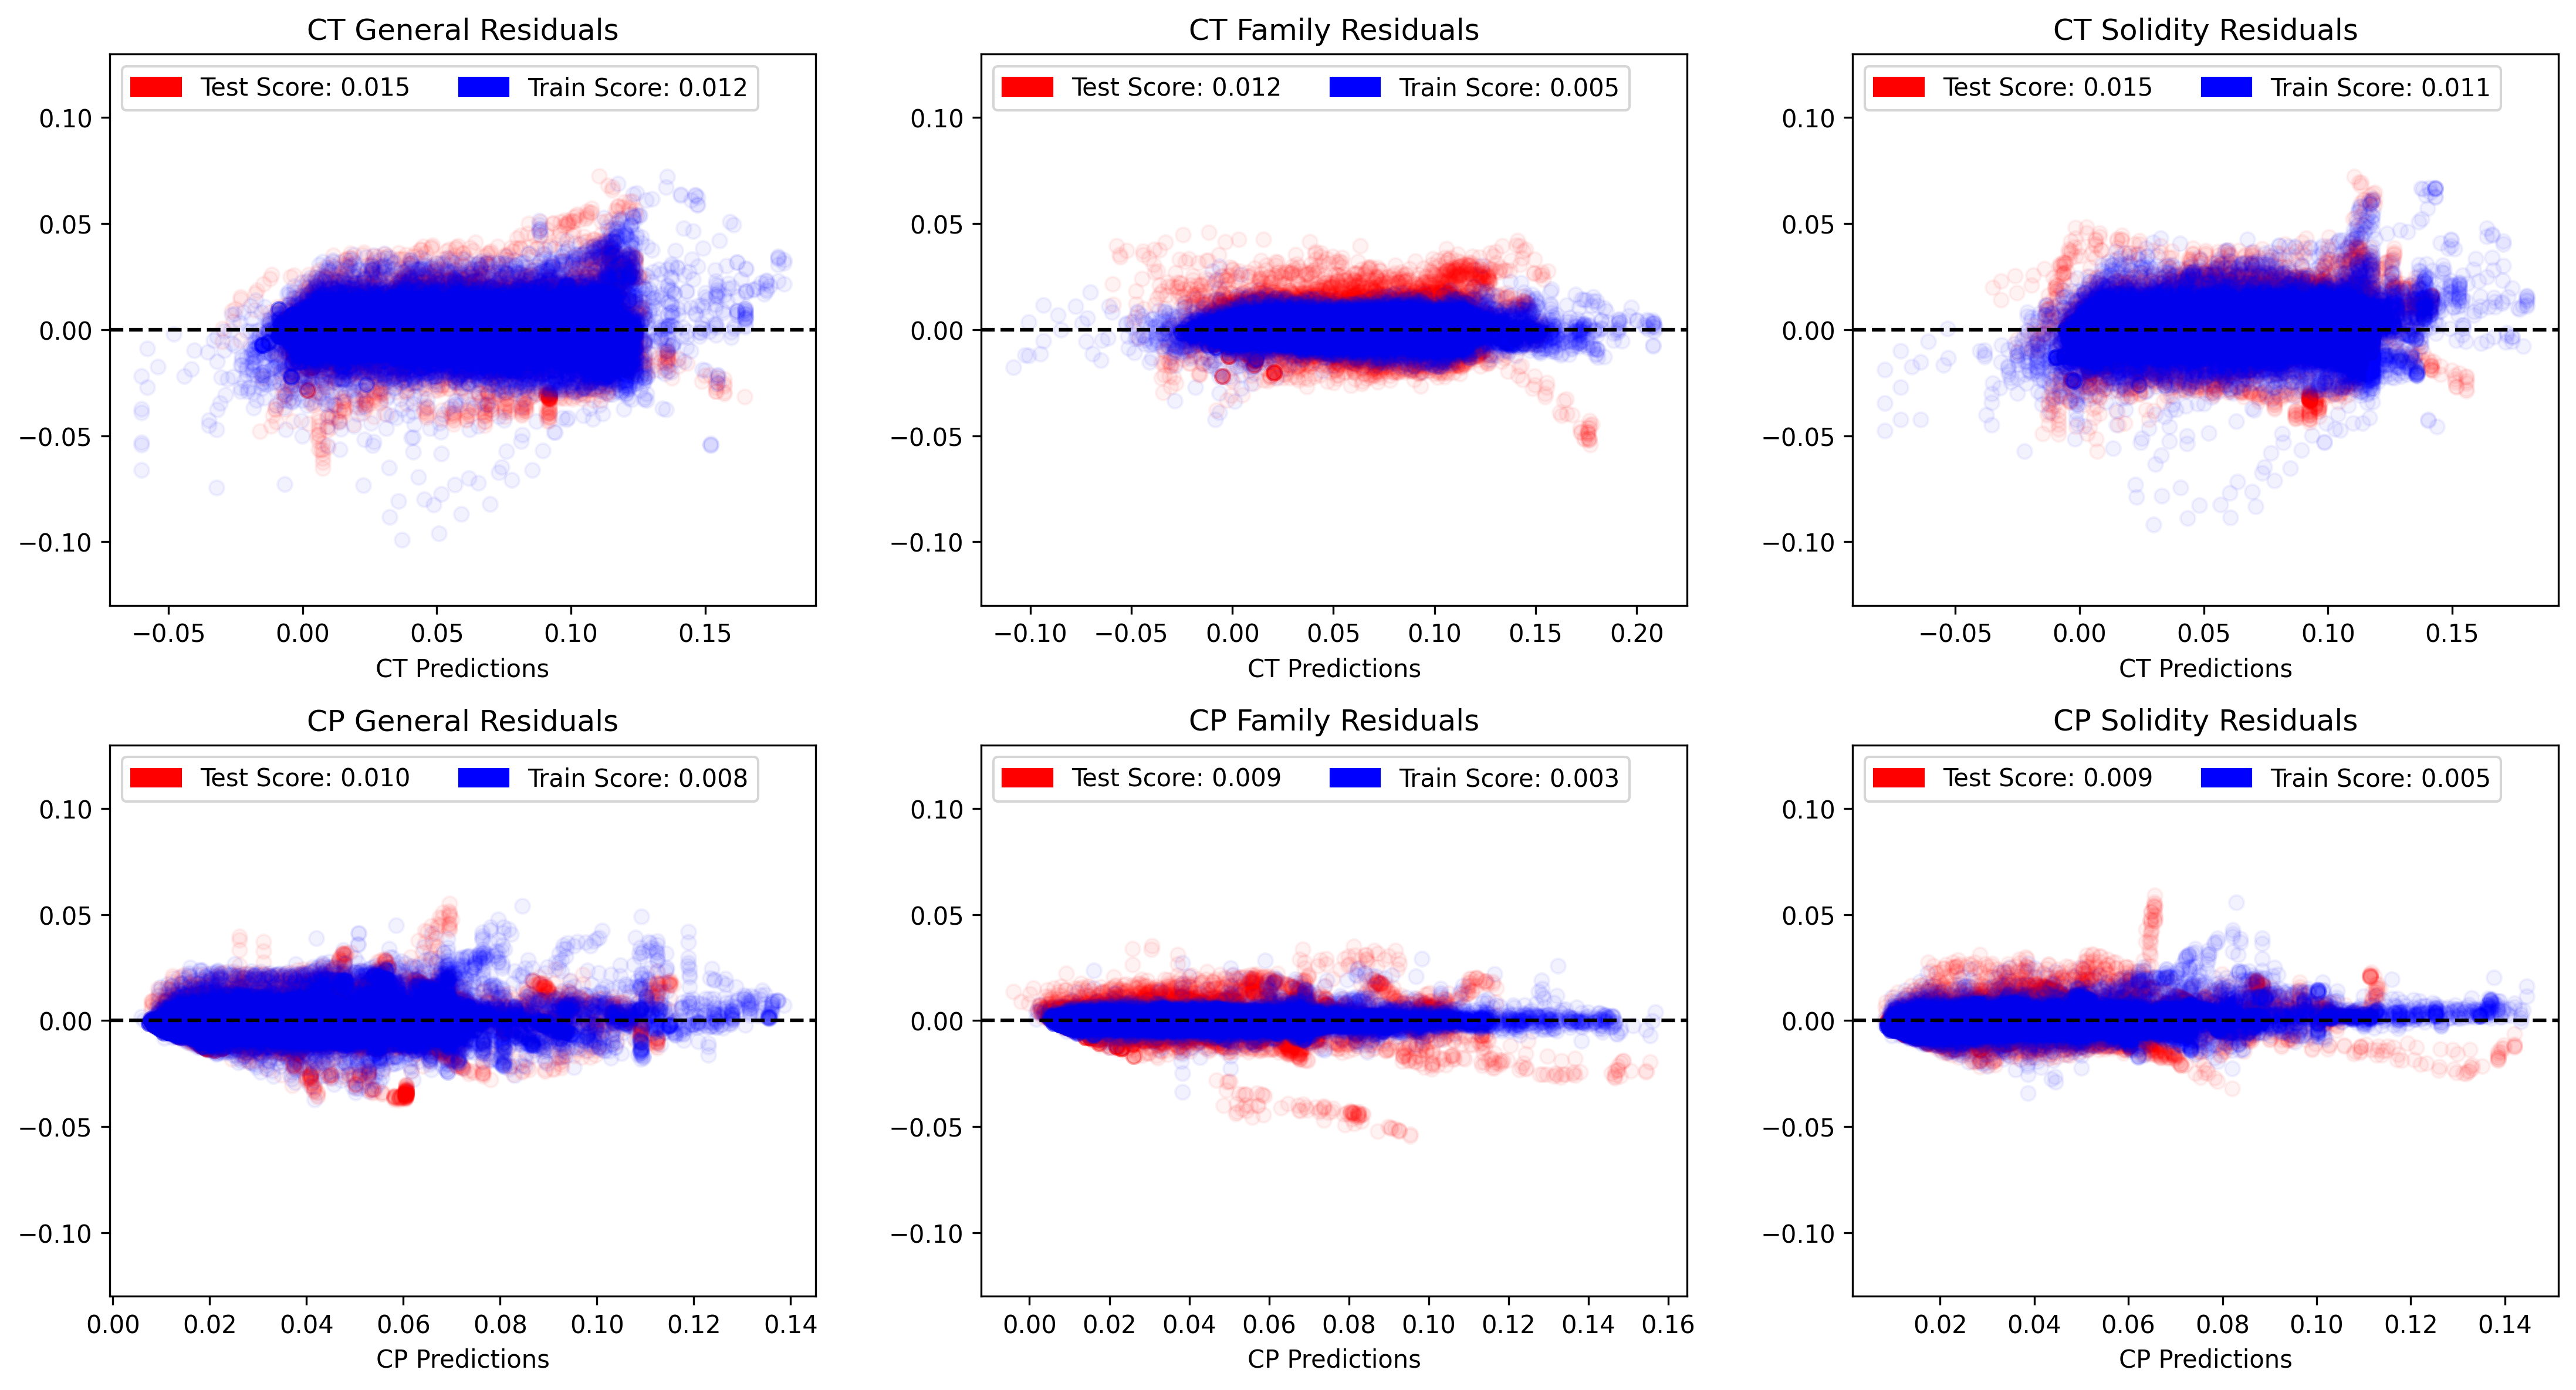 CT General Residuals
Test Score: 0.015 Train Score: 0.012
0.10
0.05
0.00
−0.05
−0.10
−0.05 0.00 0.05 0.10 0.15
CT Predictions
CT Family Residuals
Test Score: 0.012 Train Score: 0.005
0.10
0.05
0.00
−0.05
−0.10
−0.10 −0.05 0.00 0.05 0.10 0.15 0.20
CT Predictions
CT Solidity Residuals
Test Score: 0.015 Train Score: 0.011
0.10
0.05
0.00
−0.05
−0.10
−0.05 0.00 0.05 0.10 0.15
CT Predictions
CP General Residuals
Test Score: 0.010 Train Score: 0.008
0.10
0.05
0.00
−0.05
−0.10
0.00 0.02 0.04 0.06 0.08 0.10 0.12 0.14
CP Predictions
CP Family Residuals
Test Score: 0.009 Train Score: 0.003
0.10
0.05
0.00
−0.05
−0.10
0.00 0.02 0.04 0.06 0.08 0.10 0.12 0.14 0.16
CP Predictions
CP Solidity Residuals
Test Score: 0.009 Train Score: 0.005
0.10
0.05
0.00
−0.05
−0.10
0.02 0.04 0.06 0.08 0.10 0.12 0.14
CP Predictions